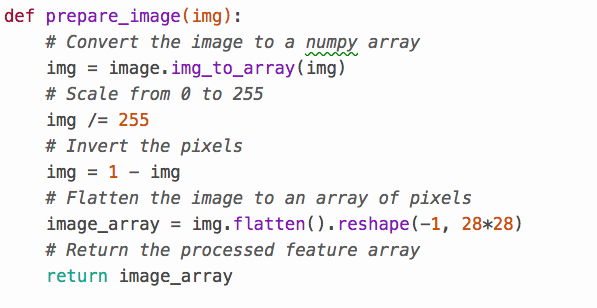 def prepare_image(img):
    # Convert the image to a numpy array
    img = image.img_to_array(img)
    # Scale from 0 to 255
    img /= 255
    # Invert the pixels
    img = 1 - img
    # Flatten the image to an array of pixels
    image_array = img.flatten().reshape(-1, 28*28)
    # Return the processed feature array
    return image_array